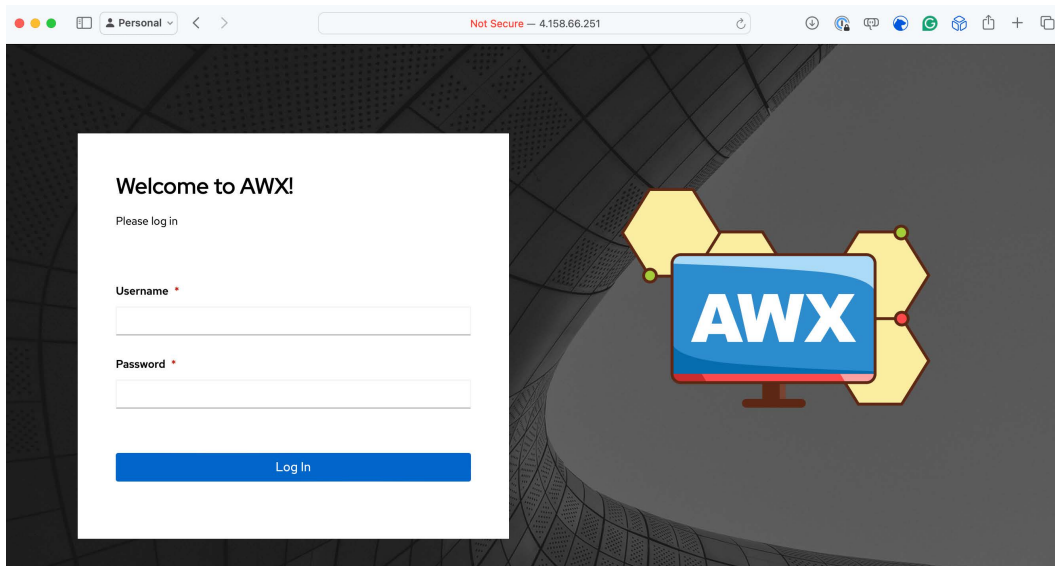 Personal
Not Secure — 4.158.66.251
Welcome to AWX!
Please log in
Username *
Password *
Log In
AWX